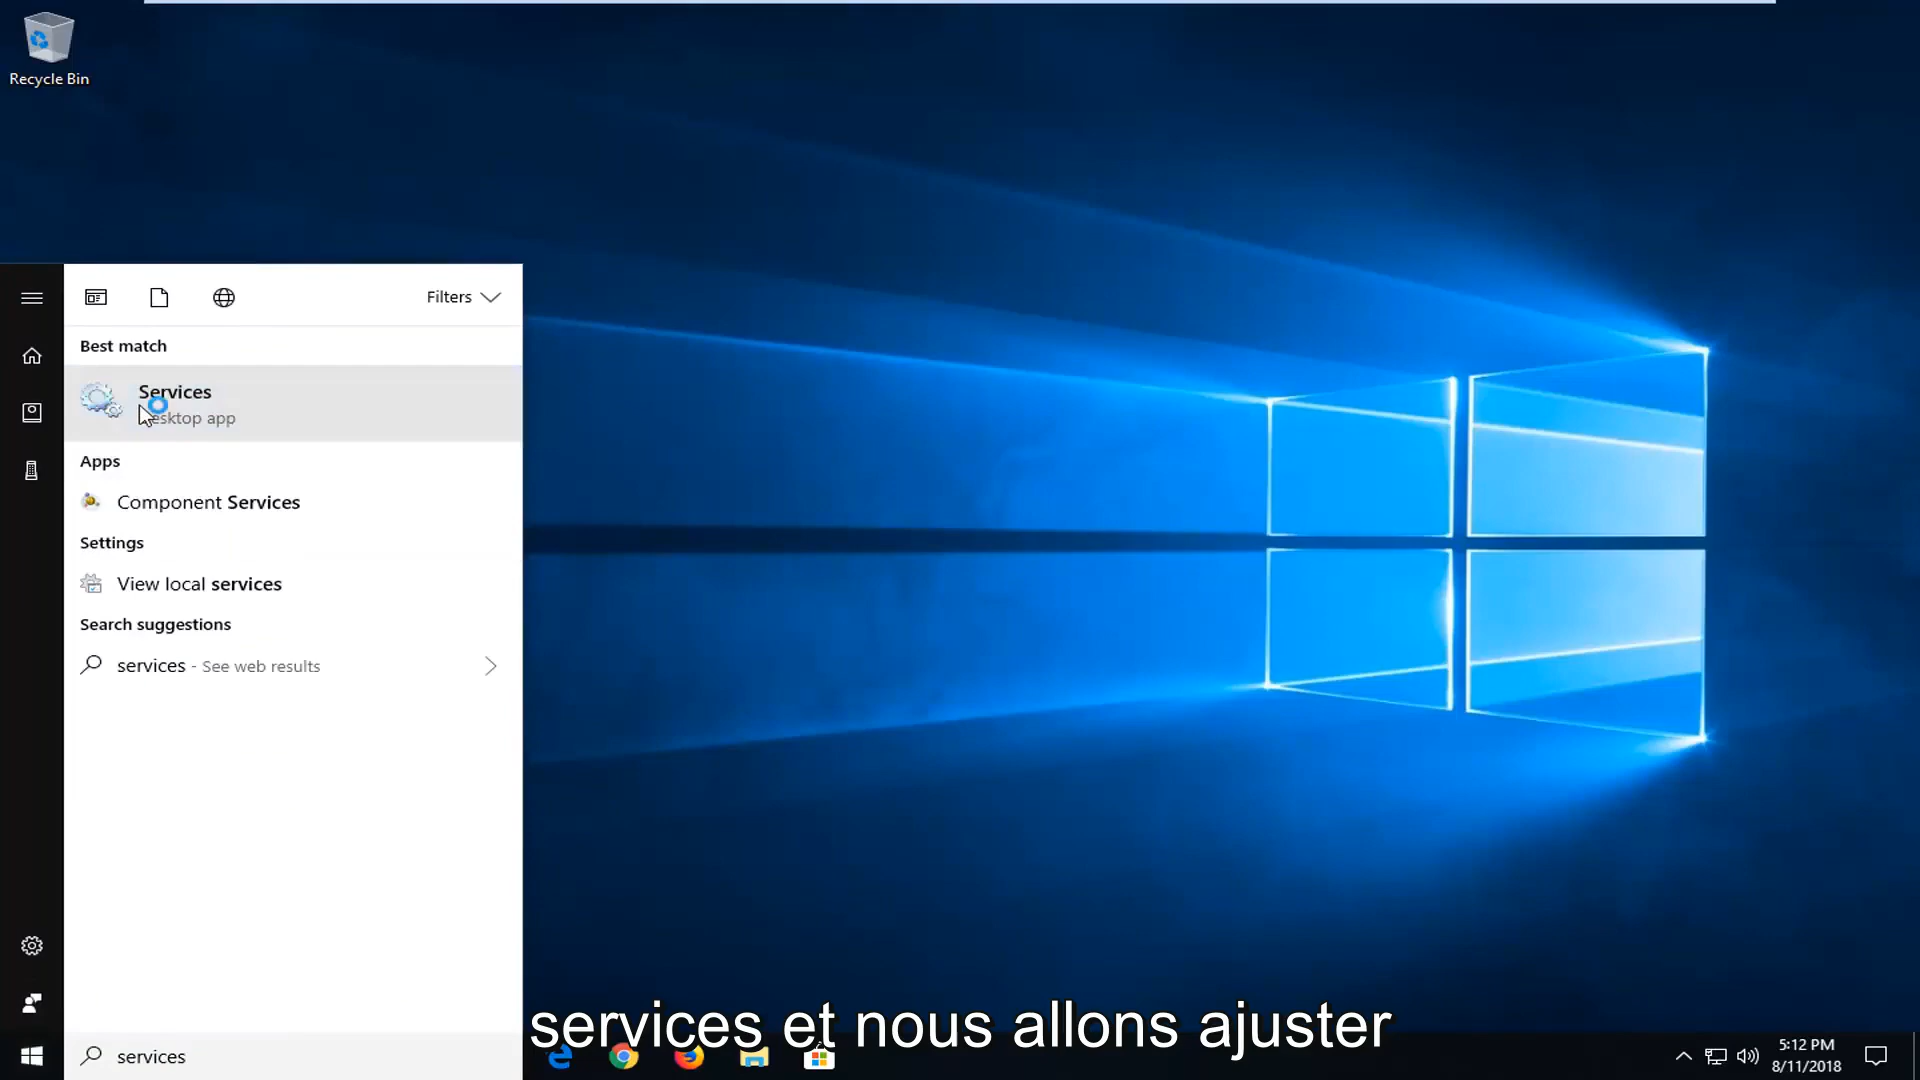 Recycle Bin
Filters
Best match
Services
Desktop app
Apps
Component Services
Settings
View local services
Search suggestions
services - See web results
services et nous allons ajuster
services
5:12 PM
8/11/2018